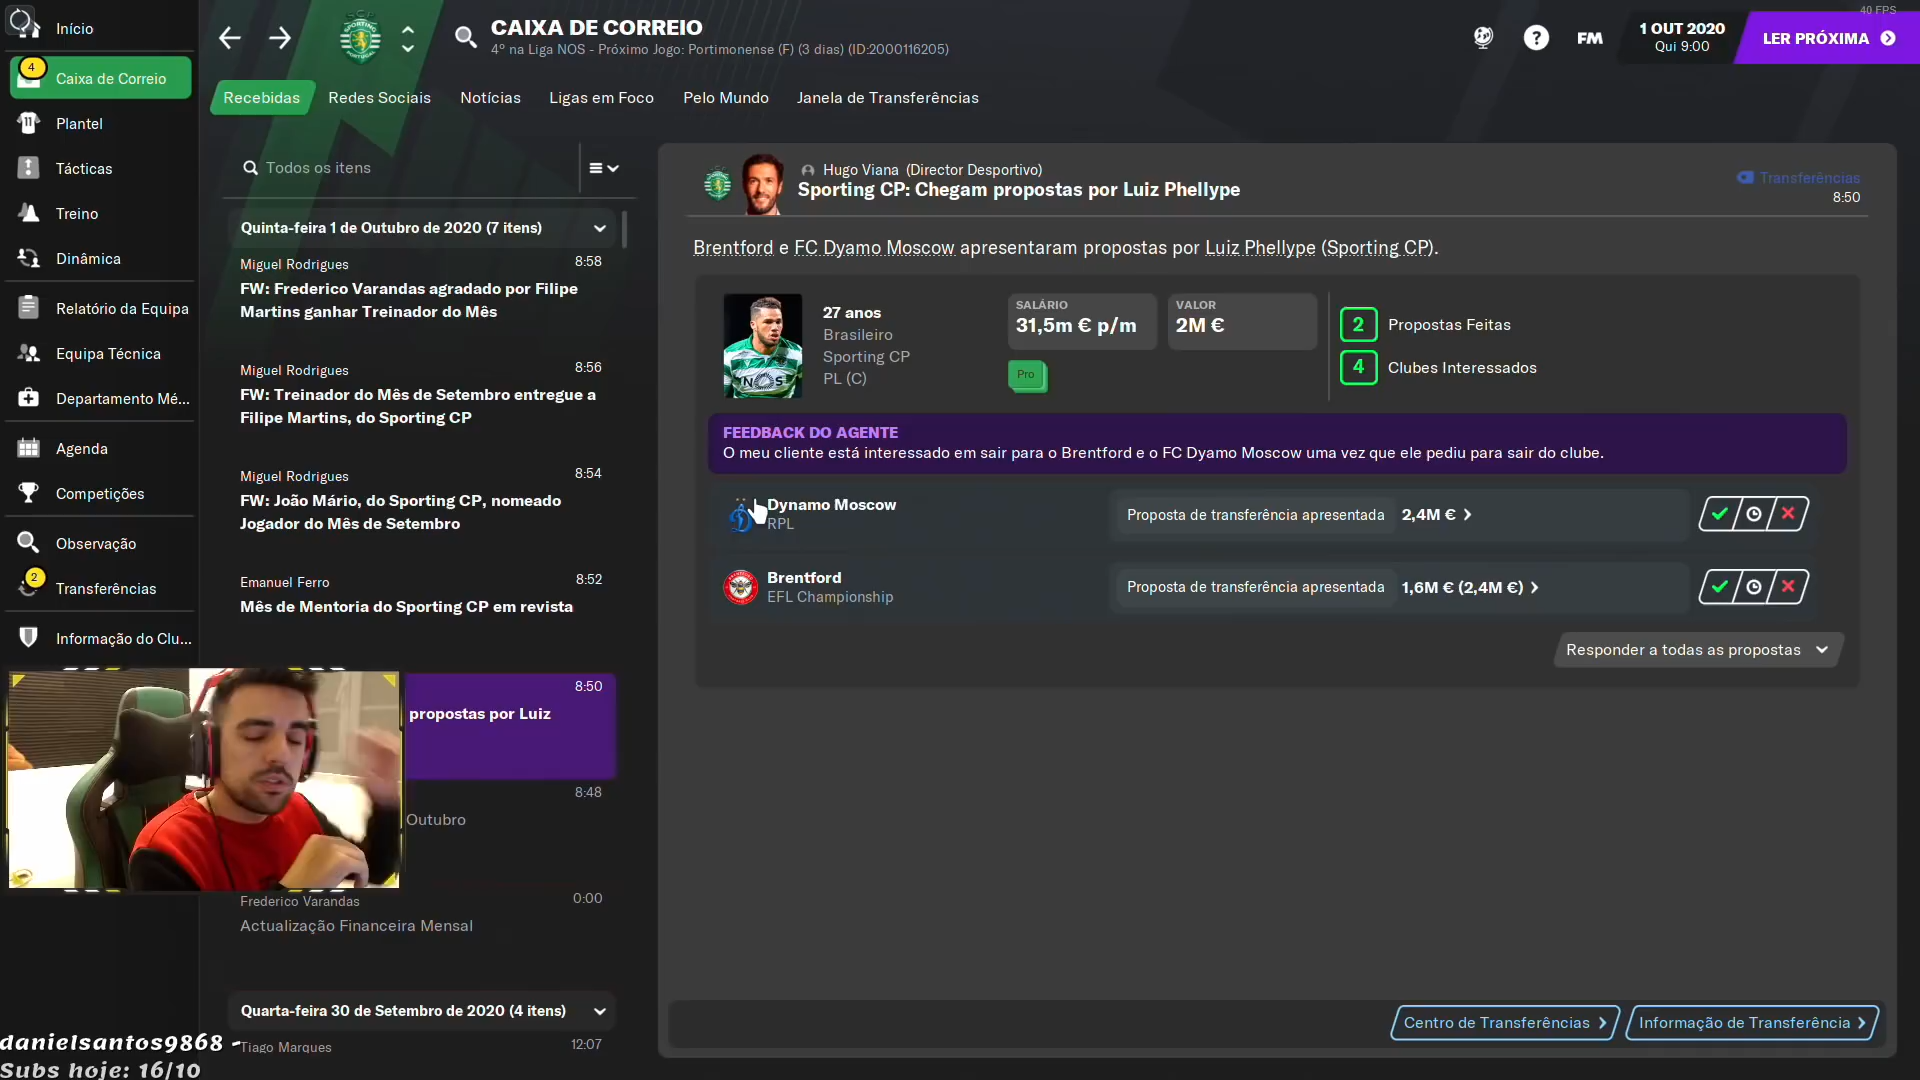 40 FPS
Início
CAIXA DE CORREIO
4º na Liga NOS - Próximo Jogo: Portimonense (F) (3 dias) (ID:2000116205)
FM
1 OUT 2020
Qui 9:00
LER PRÓXIMA
4
Caixa de Correio
Plantel
Tácticas
Treino
Dinâmica
Relatório da Equipa
Equipa Técnica
Departamento Mé...
Agenda
Competições
Observação
2
Transferências
Informação do Clu...
Recebidas
Redes Sociais
Notícias
Ligas em Foco
Pelo Mundo
Janela de Transferências
Todos os itens
Quinta-feira 1 de Outubro de 2020 (7 itens)
Miguel Rodrigues
8:58
FW: Frederico Varandas agradado por Filipe
Martins ganhar Treinador do Mês
Miguel Rodrigues
8:56
FW: Treinador do Mês de Setembro entregue a
Filipe Martins, do Sporting CP
Miguel Rodrigues
8:54
FW: João Mário, do Sporting CP, nomeado
Jogador do Mês de Setembro
Emanuel Ferro
8:52
Mês de Mentoria do Sporting CP em revista
8:50
propostas por Luiz
8:48
Outubro
Frederico Varandas
0:00
Actualização Financeira Mensal
Quarta-feira 30 de Setembro de 2020 (4 itens)
Tiago Marques
12:07
danielsantos9868 -
Subs hoje: 16/10
Hugo Viana (Director Desportivo)
Sporting CP: Chegam propostas por Luiz Phellype
Transferências
8:50
Brentford e FC Dyamo Moscow apresentaram propostas por Luiz Phellype (Sporting CP).
27 anos
Brasileiro
Sporting CP
PL (C)
SALÁRIO
31,5m € p/m
VALOR
2M €
Pro
2
Propostas Feitas
4
Clubes Interessados
FEEDBACK DO AGENTE
O meu cliente está interessado em sair para o Brentford e o FC Dyamo Moscow uma vez que ele pediu para sair do clube.
Dynamo Moscow
RPL
Proposta de transferência apresentada
2,4M €
Brentford
EFL Championship
Proposta de transferência apresentada
1,6M € (2,4M €)
Responder a todas as propostas
Centro de Transferências
Informação de Transferência